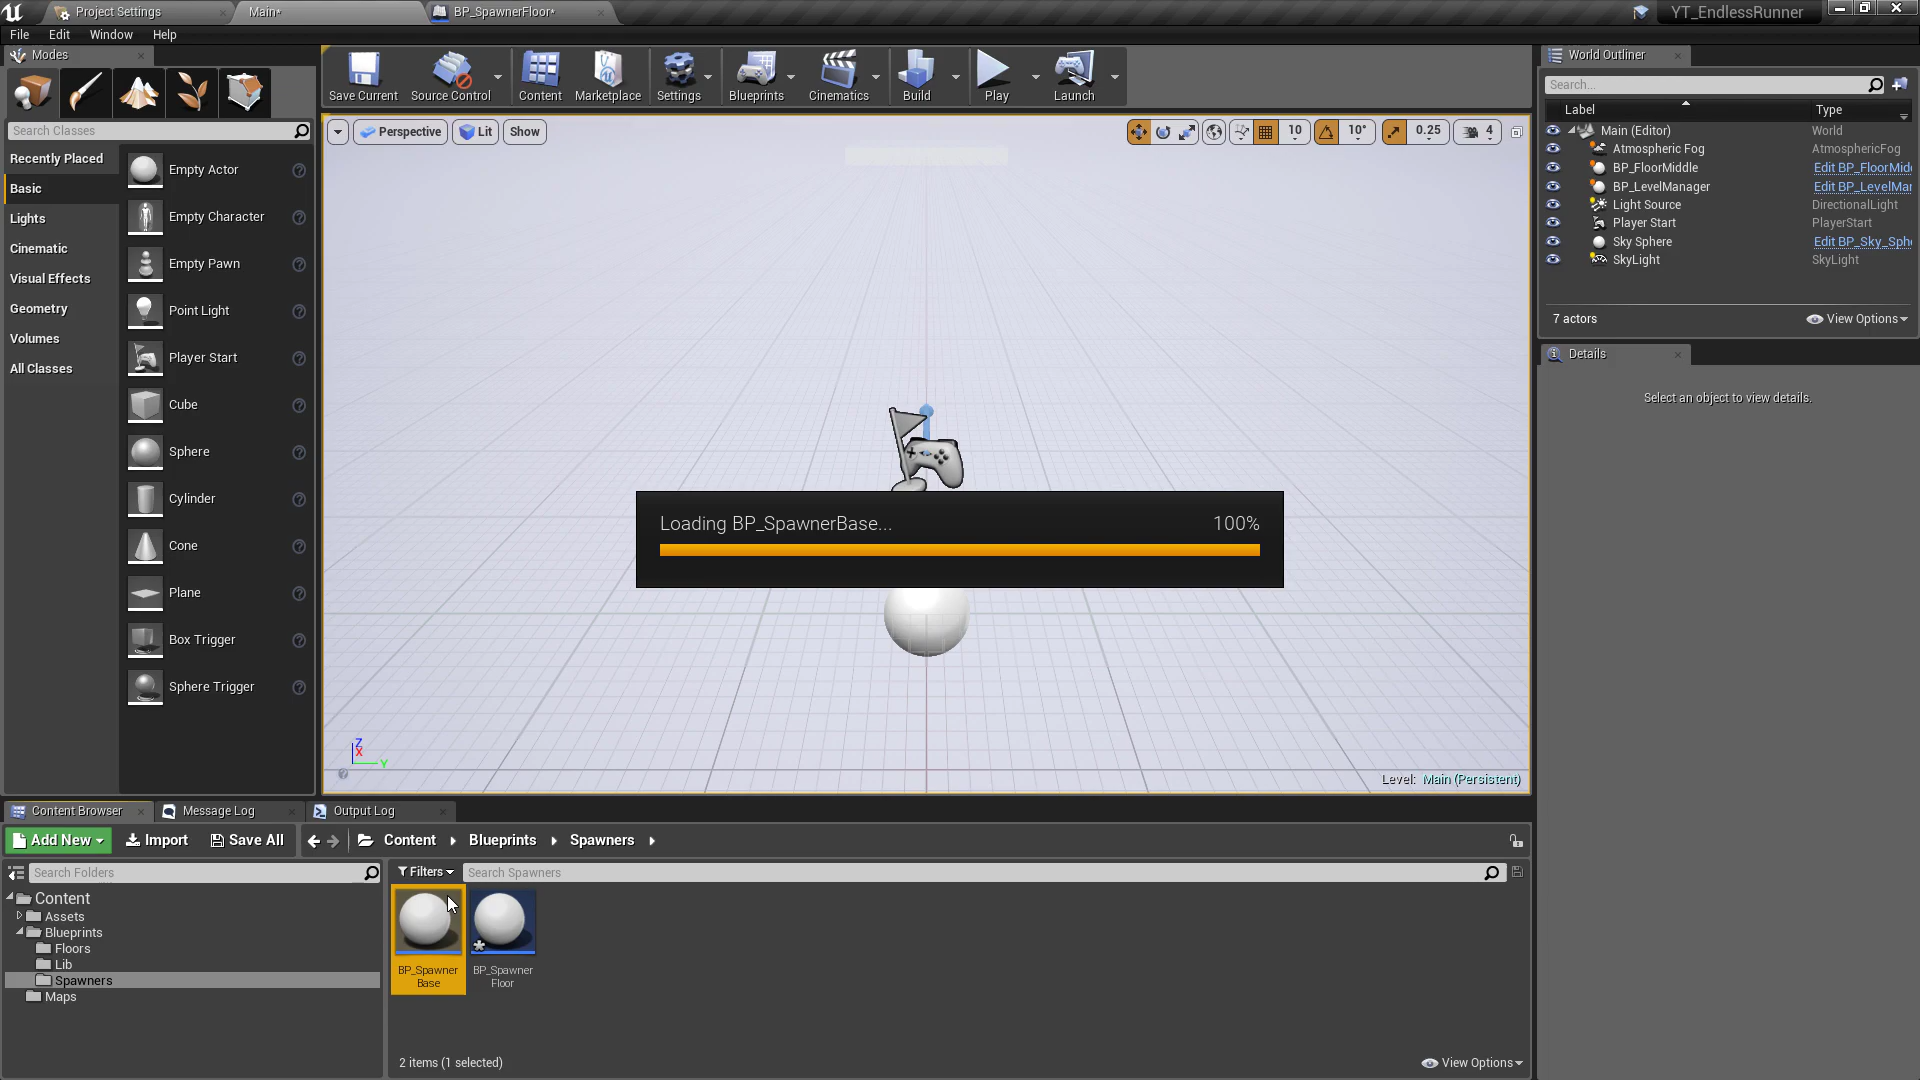 Project Settings
Main*
BP_SpawnerFloor*
YT_EndlessRunner
File Edit Window Help
Modes
Save Current
Source Control
Content
Marketplace
Settings
Blueprints
Cinematics
Build
Play
Launch
World Outliner
Search...
Label
Type
Search Classes
Perspective
Lit
Show
10
10°
0.25
4
Main (Editor) World
Atmospheric Fog AtmosphericFog
BP_FloorMiddle Edit BP_FloorMid
BP_LevelManager Edit BP_LevelMar
Light Source DirectionalLight
Player Start PlayerStart
Sky Sphere Edit BP_Sky_Sph
SkyLight SkyLight
7 actors
View Options
Details
Select an object to view details.
Recently Placed
Basic
Lights
Cinematic
Visual Effects
Geometry
Volumes
All Classes
Empty Actor
Empty Character
Empty Pawn
Point Light
Player Start
Cube
Sphere
Cylinder
Cone
Plane
Box Trigger
Sphere Trigger
Loading BP_SpawnerBase... 100%
Z
X
Y
Level: Main (Persistent)
Content Browser
Message Log
Output Log
Add New
Import
Save All
Content
Blueprints
Spawners
Search Folders
Filters
Search Spawners
Content
Assets
Blueprints
Floors
Lib
Spawners
Maps
BP_Spawner
Base
BP_Spawner
Floor
2 items (1 selected)
View Options